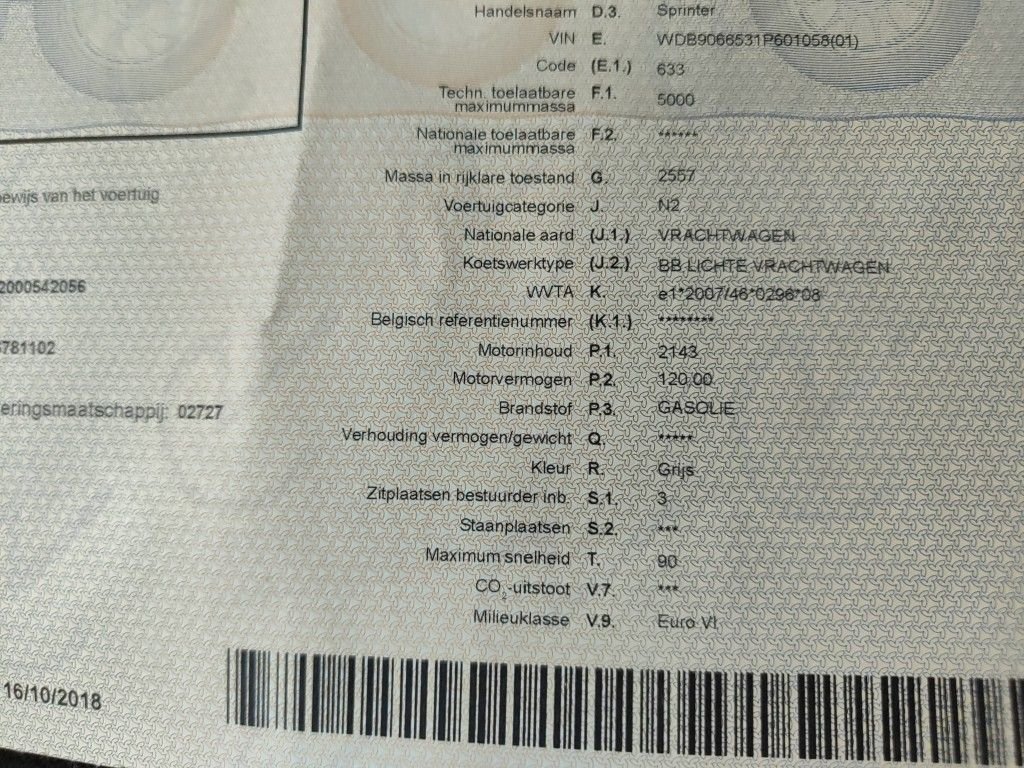 Handelsnaam D.3. Sprinter
VIN E. WDB9066531P601058(01)
Code (E.1.) 633
Techn. toelaatbare maximummassa F.1. 5000
Nationale toelaatbare maximummassa F.2. ******
Massa in rijklare toestand G. 2557
Voertuigcategorie J. N2
Nationale aard (J.1.) VRACHTWAGEN
Koetswerktype (J.2.) BB LICHTE VRACHTWAGEN
WVTA K. e1*2007/46*0296*08
Belgisch referentienummer (K.1.) ********
Motorinhoud P.1. 2143
Motorvermogen P.2. 120,00
Brandstof P.3. GASOLIE
Verhouding vermogen/gewicht Q. *****
Kleur R. Grijs
Zitplaatsen bestuurder inb. S.1. 3
Staanplaatsen S.2. ***
Maximum snelheid T. 90
CO₂-uitstoot V.7. ***
Milieuklasse V.9. Euro VI
ewijs van het voertuig
2000542056
781102
eringsmaatschappij: 02727
16/10/2018